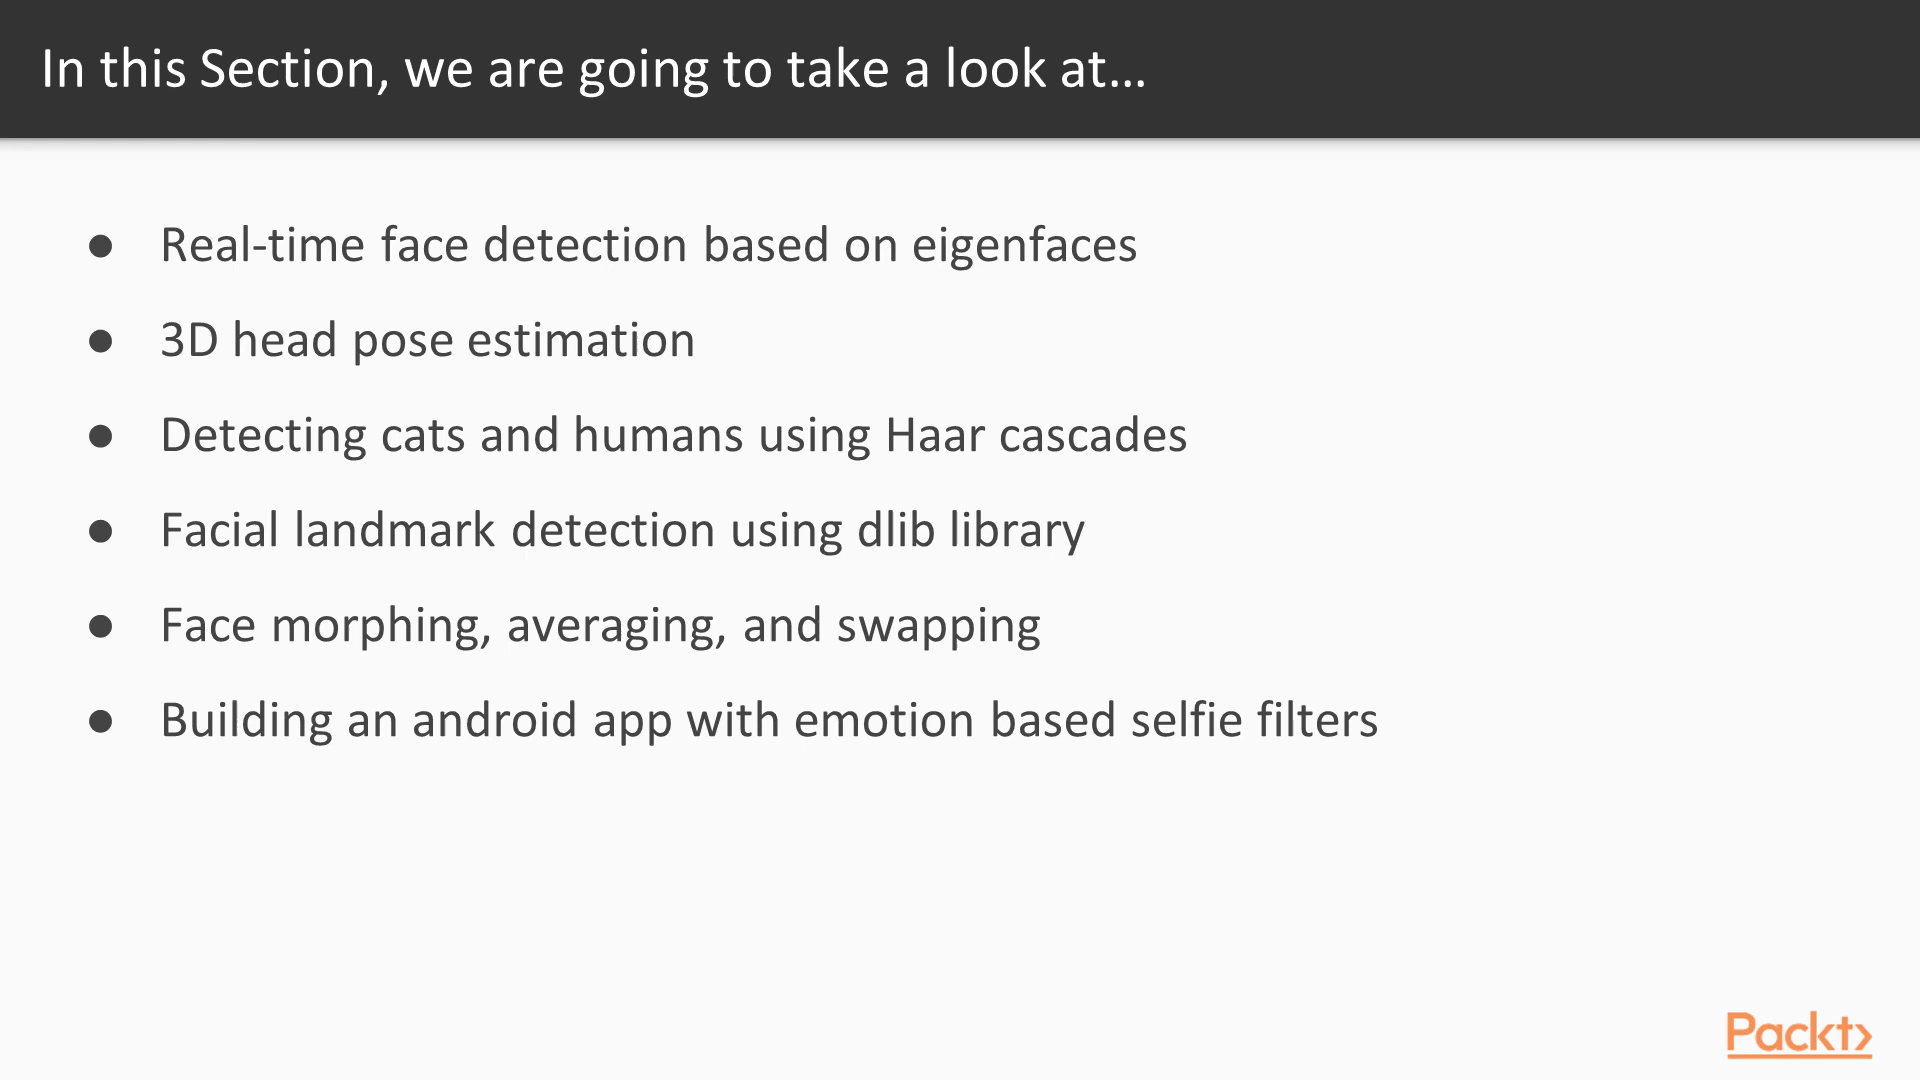 In this Section, we are going to take a look at…
● Real-time face detection based on eigenfaces
● 3D head pose estimation
● Detecting cats and humans using Haar cascades
● Facial landmark detection using dlib library
● Face morphing, averaging, and swapping
● Building an android app with emotion based selfie filters
Packt>